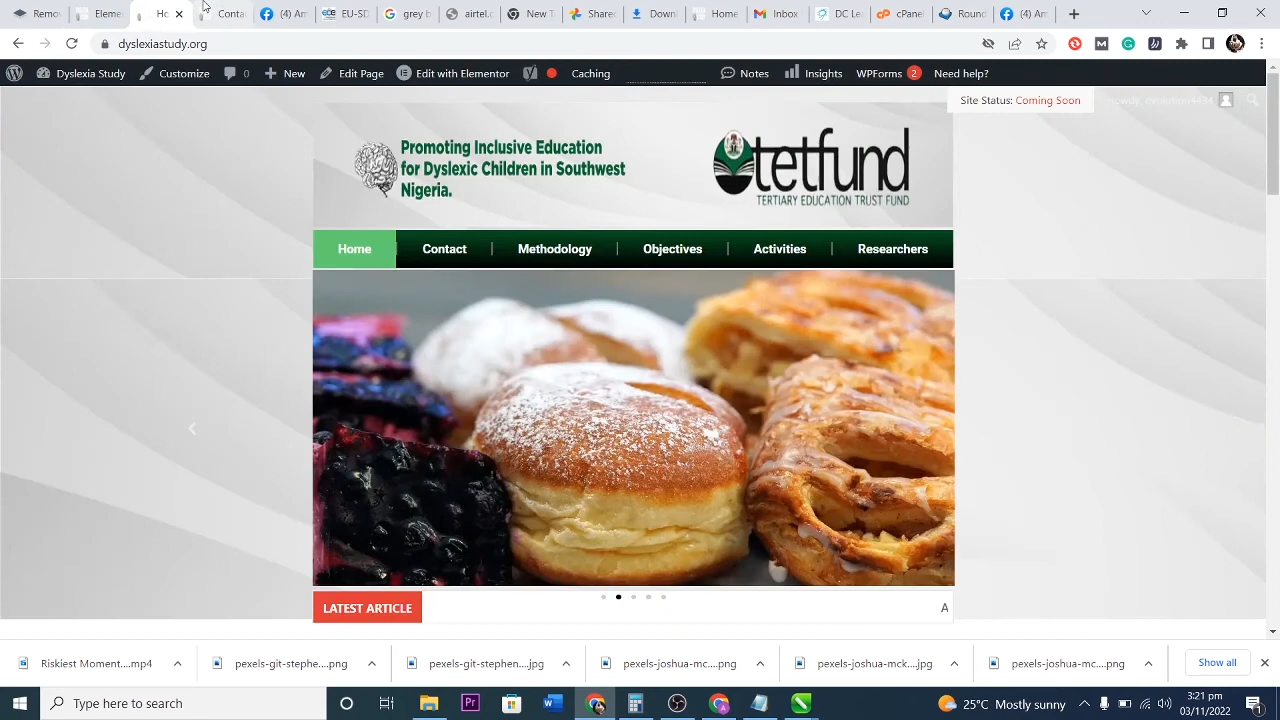 Remo
Eleme
Ho
Conta
(4) An
EU-SD
grey b
airtel.c
New T
Share
Down
Home
Inbox
DC Le
cPane
Round
(4) An
dyslexiastudy.org
Dyslexia Study
Customize
0
New
Edit Page
Edit with Elementor
Caching
Notes
Insights
WPForms
2
Need help?
Site Status: Coming Soon
Promoting Inclusive Education
for Dyslexic Children in Southwest
Nigeria.
tetfund
TERTIARY EDUCATION TRUST FUND
Home
Contact
Methodology
Objectives
Activities
Researchers
LATEST ARTICLE
A
Riskiest Moment....mp4
pexels-git-stephe....png
pexels-git-stephen....jpg
pexels-joshua-mc....png
pexels-joshua-mck....jpg
pexels-joshua-mc....png
Show all
Type here to search
25°C Mostly sunny
3:21 pm
03/11/2022